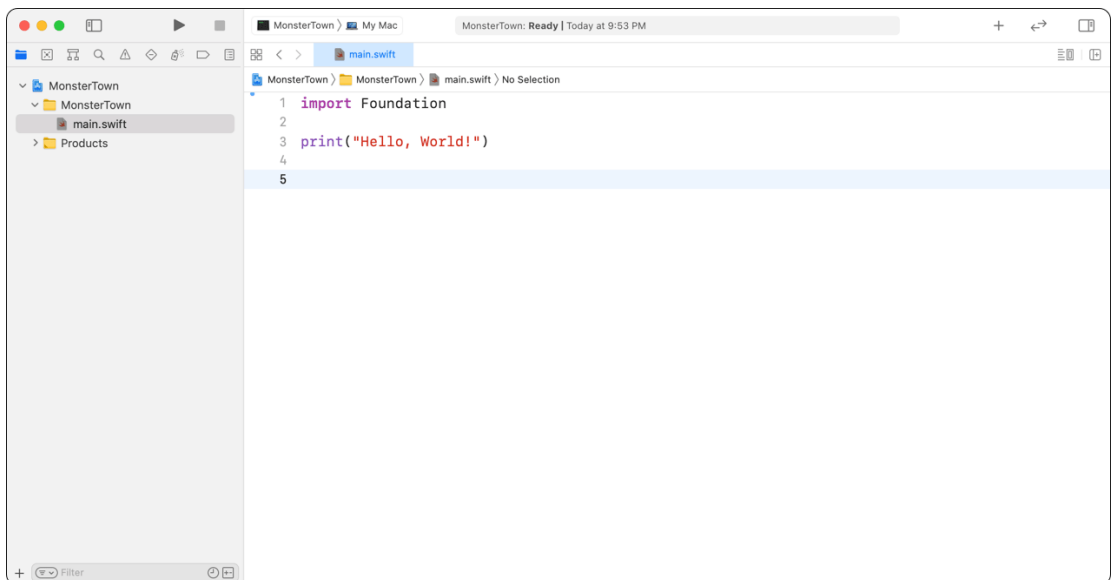 MonsterTown 〉 My Mac
MonsterTown: Ready | Today at 9:53 PM
main.swift
MonsterTown 〉 MonsterTown 〉 main.swift 〉 No Selection
MonsterTown
MonsterTown
main.swift
Products
1 import Foundation
2
3 print("Hello, World!")
4
5
Filter